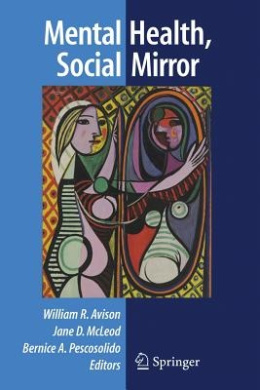 Mental Health,
Social Mirror
William R. Avison
Jane D. McLeod
Bernice A. Pescosolido
Editors
Springer